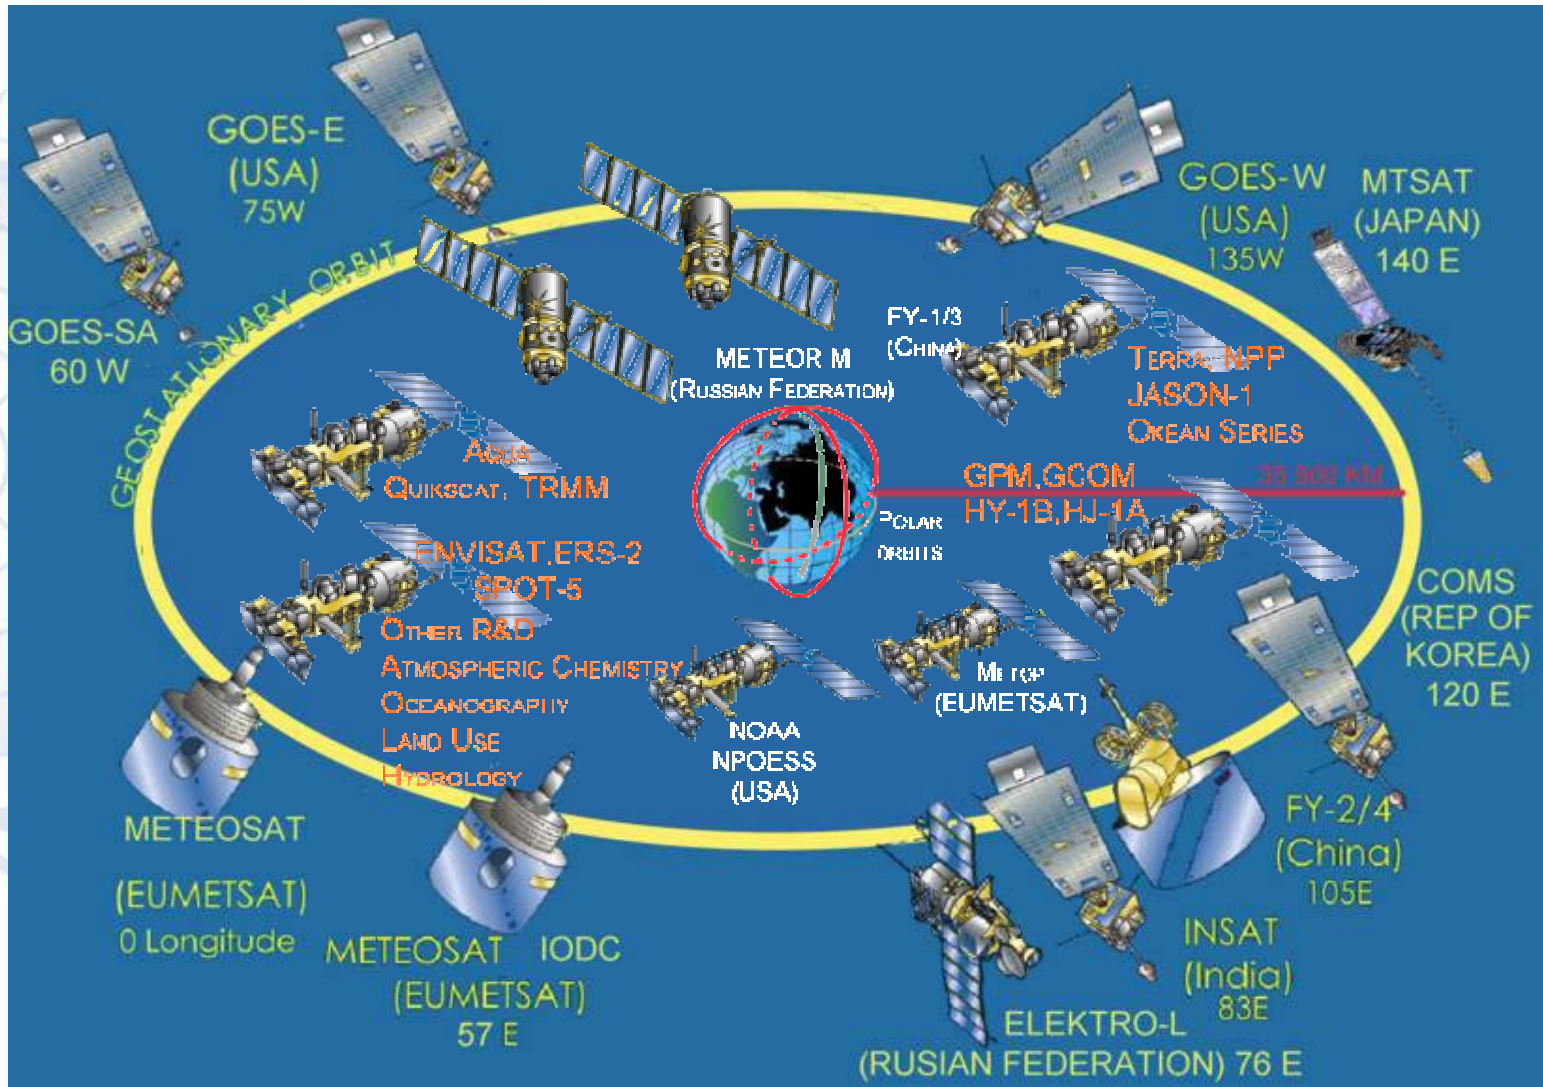 GOES-E
(USA)
75W
GOES-SA
60 W
GEOSTATIONARY ORBIT
GOES-W
(USA)
135W
MTSAT
(JAPAN)
140 E
METEOR M
(RUSSIAN FEDERATION)
FY-1/3
(CHINA)
TERRA, NPP
JASON-1
OKEAN SERIES
AQUA
QUIKSCAT, TRMM
GPM,GCOM
HY-1B,HJ-1A
35 800 KM
POLAR
ORBITS
ENVISAT,ERS-2
SPOT-5
OTHER R&D
ATMOSPHERIC CHEMISTRY
OCEANOGRAPHY
LAND USE
HYDROLOGY
NOAA
NPOESS
(USA)
METOP
(EUMETSAT)
COMS
(REP OF
KOREA)
120 E
METEOSAT
(EUMETSAT)
0 Longitude
METEOSAT IODC
(EUMETSAT)
57 E
FY-2/4
(China)
105E
INSAT
(India)
83E
ELEKTRO-L
(RUSIAN FEDERATION) 76 E